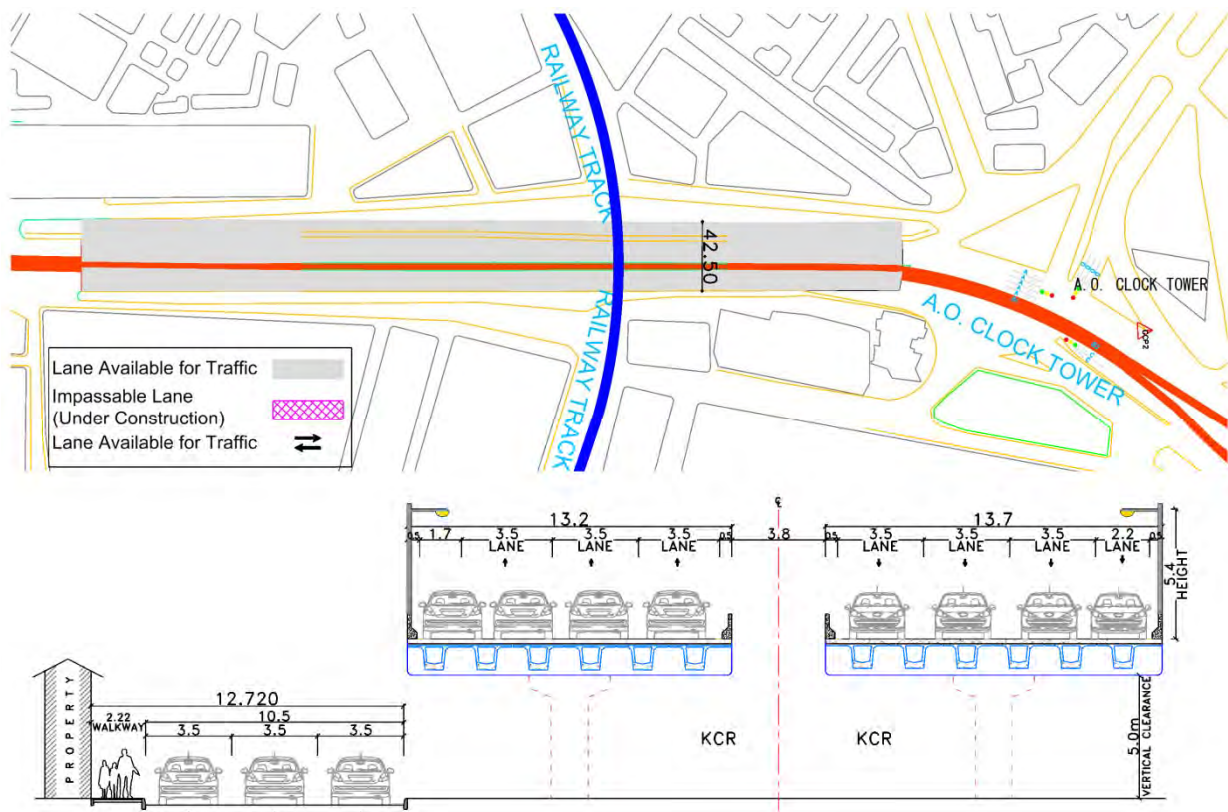 RAILWAY TRACK
RAILWAY TRACK
42.50
A.O. CLOCK TOWER
A.O. CLOCK TOWER
DCP2
Lane Available for Traffic
Impassable Lane
(Under Construction)
Lane Available for Traffic
℄
13.2
13.7
0.5 1.7 3.5 3.5 3.5 0.5 3.8 0.5 3.5 3.5 3.5 2.2 0.5
LANE LANE LANE LANE LANE LANE LANE
5.4
HEIGHT
PROPERTY
12.720
2.22
WALKWAY
10.5
3.5 3.5 3.5
KCR KCR
5.0m
VERTICAL CLEARANCE